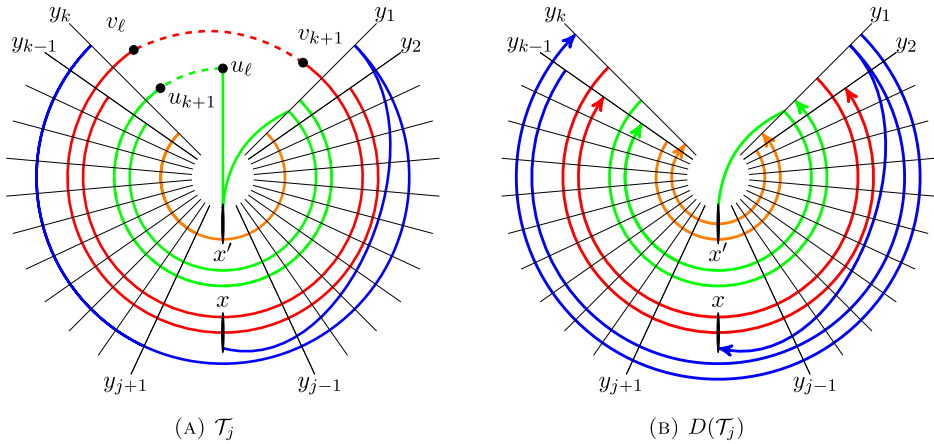 y_k v_ℓ v_{k+1} y_1
y_{k−1} y_2
u_ℓ
u_{k+1}
x′
x
y_{j+1} y_{j−1}
(A) 𝒯_j
y_k y_1
y_{k−1} y_2
x′
x
y_{j+1} y_{j−1}
(B) D(𝒯_j)